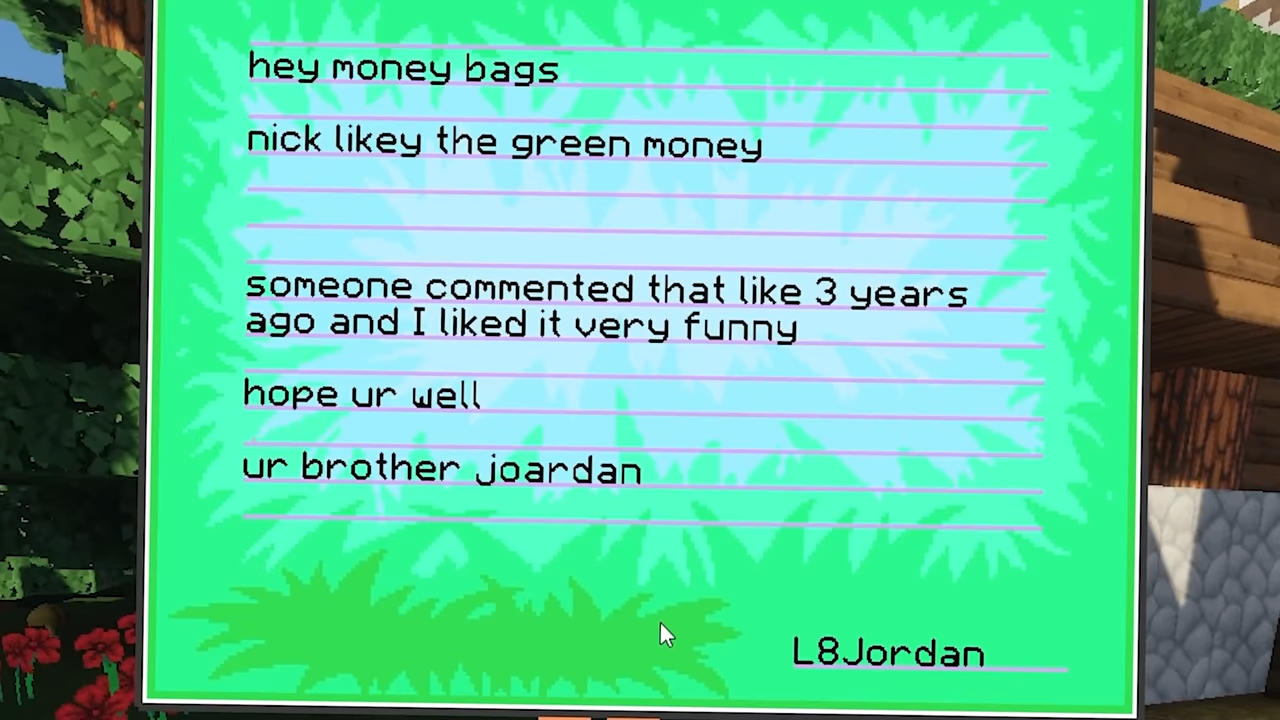 hey money bags
nick likey the green money
someone commented that like 3 years
ago and I liked it very funny
hope ur well
ur brother joardan
L8Jordan